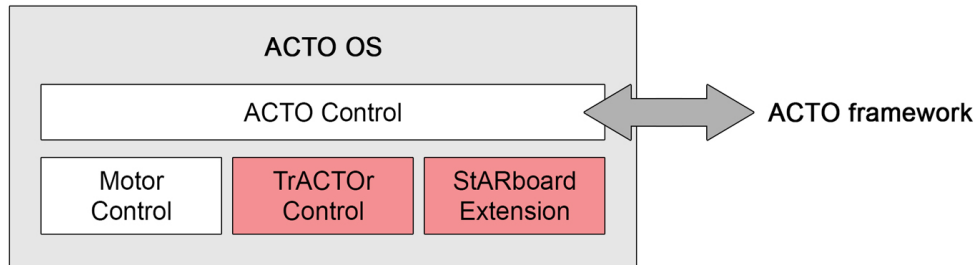 ACTO OS
ACTO Control
ACTO framework
Motor
Control
TrACTOr
Control
StARboard
Extension